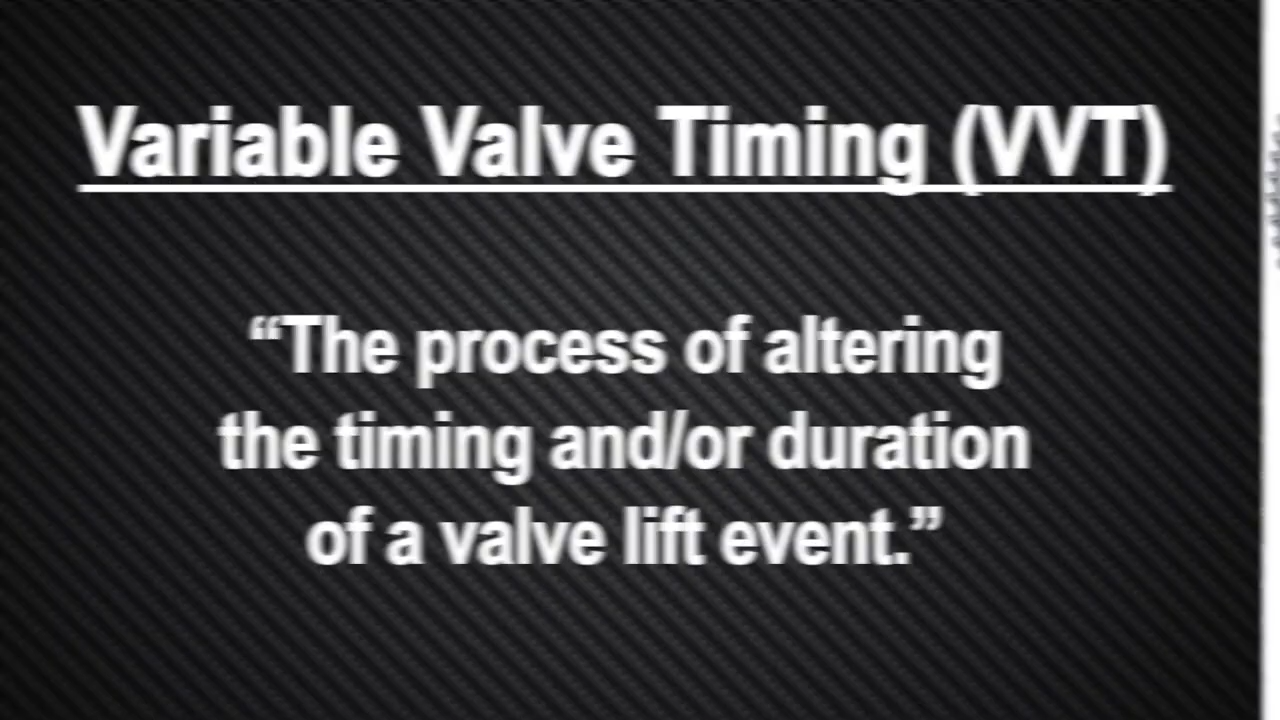 Variable Valve Timing (VVT)
“The process of altering
the timing and/or duration
of a valve lift event.”